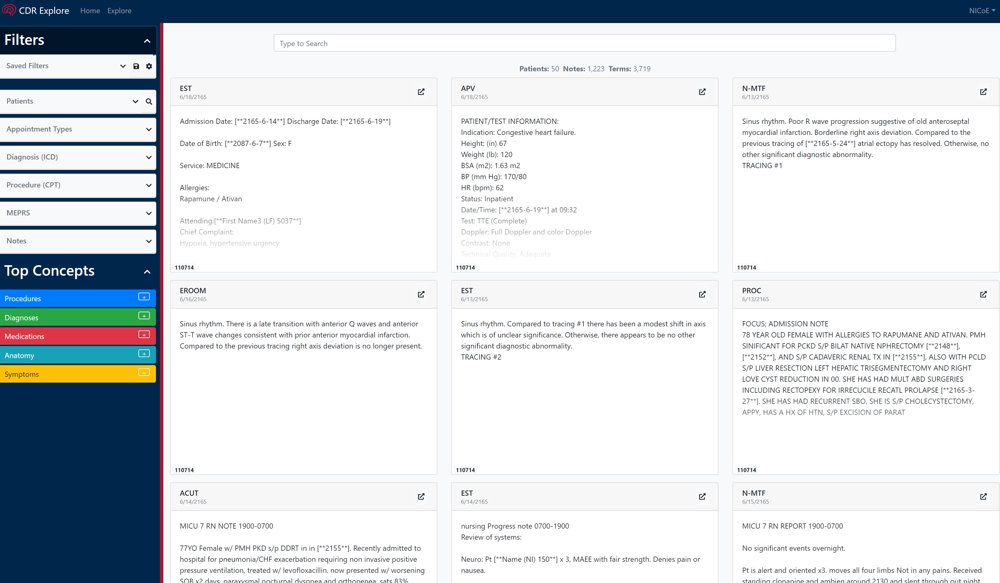 CDR Explore Home Explore NICoE
Filters
Saved Filters
Patients
Appointment Types
Diagnosis (ICD)
Procedure (CPT)
MEPRS
Notes
Top Concepts
Procedures +
Diagnoses +
Medications +
Anatomy +
Symptoms +
Type to Search
Patients: 50 Notes: 1,223 Terms: 3,719
EST
6/18/2165
Admission Date: [**2165-6-14**] Discharge Date: [**2165-6-19**]
Date of Birth: [**2087-6-7**] Sex: F
Service: MEDICINE
Allergies:
Rapamune / Ativan
Attending:[**First Name3 (LF) 5037**]
Chief Complaint:
Hypoxia, hypertensive urgency
110714
APV
6/18/2165
PATIENT/TEST INFORMATION:
Indication: Congestive heart failure.
Height: (in) 67
Weight (lb): 120
BSA (m2): 1.63 m2
BP (mm Hg): 170/80
HR (bpm): 62
Status: Inpatient
Date/Time: [**2165-6-19**] at 09:32
Test: TTE (Complete)
Doppler: Full Doppler and color Doppler
Contrast: None
Technical Quality: Adequate
110714
N-MTF
6/13/2165
Sinus rhythm. Poor R wave progression suggestive of old anteroseptal
myocardial infarction. Borderline right axis deviation. Compared to the
previous tracing of [**2165-5-24**] atrial ectopy has resolved. Otherwise, no
other significant diagnostic abnormality.
TRACING #1
110714
EROOM
6/16/2165
Sinus rhythm. There is a late transition with anterior Q waves and anterior
ST-T wave changes consistent with prior anterior myocardial infarction.
Compared to the previous tracing right axis deviation is no longer present.
110714
EST
6/13/2165
Sinus rhythm. Compared to tracing #1 there has been a modest shift in axis
which is of unclear significance. Otherwise, there appears to be no other
significant diagnostic abnormality.
TRACING #2
110714
PROC
6/13/2165
FOCUS; ADMISSION NOTE
78 YEAR OLD FEMALE WITH ALLERGIES TO RAPUMANE AND ATIVAN. PMH
SINIFICANT FOR PCKD S/P BILAT NATIVE NPHRECTOMY [**2148**],
[**2152**], AND S/P CADAVERIC RENAL TX IN [**2155**], ALSO WITH PCLD
S/P LIVER RESECTION LEFT HEPATIC TRISEGMENTECTOMY AND RIGHT
LOVE CYST REDUCTION IN 00. SHE HAS HAD MULT ABD SURGERIES
INCLUDING RECTOPEXY FOR IRRECUCILE RECATL PROLAPSE [**2165-3-
27**]. SHE HAS HAD RECURRENT SBO, SHE IS S/P CHOLECYSTECTOMY,
APPY, HAS A HX OF HTN, S/P EXCISION OF PARAT
110714
ACUT
6/14/2165
MICU 7 RN NOTE 1900-0700
77YO Female w/ PMH PKD s/p DDRT in in [**2155**]. Recently admitted to
hospital for pneumonia/CHF exacerbation requiring non invasive positive
pressure ventilation, treated w/ levofloxacillin. now presented w/ worsening
SOB x2 days, paraxysmal nocturnal dyspnea and orthopenea, sats 83%
EST
6/14/2165
nursing Progress note 0700-1900
Review of systems:
Neuro: Pt [**Name (NI) 150**] x 3, MAEE with fair strength. Denies pain or
nausea.
N-MTF
6/15/2165
MICU 7 RN REPORT 1900-0700
No significant events overnight.
Pt is alert and oriented x3. moves all four limbs Not in any pains. Received
standing clonapine and ambien around 2130 and slept through out night